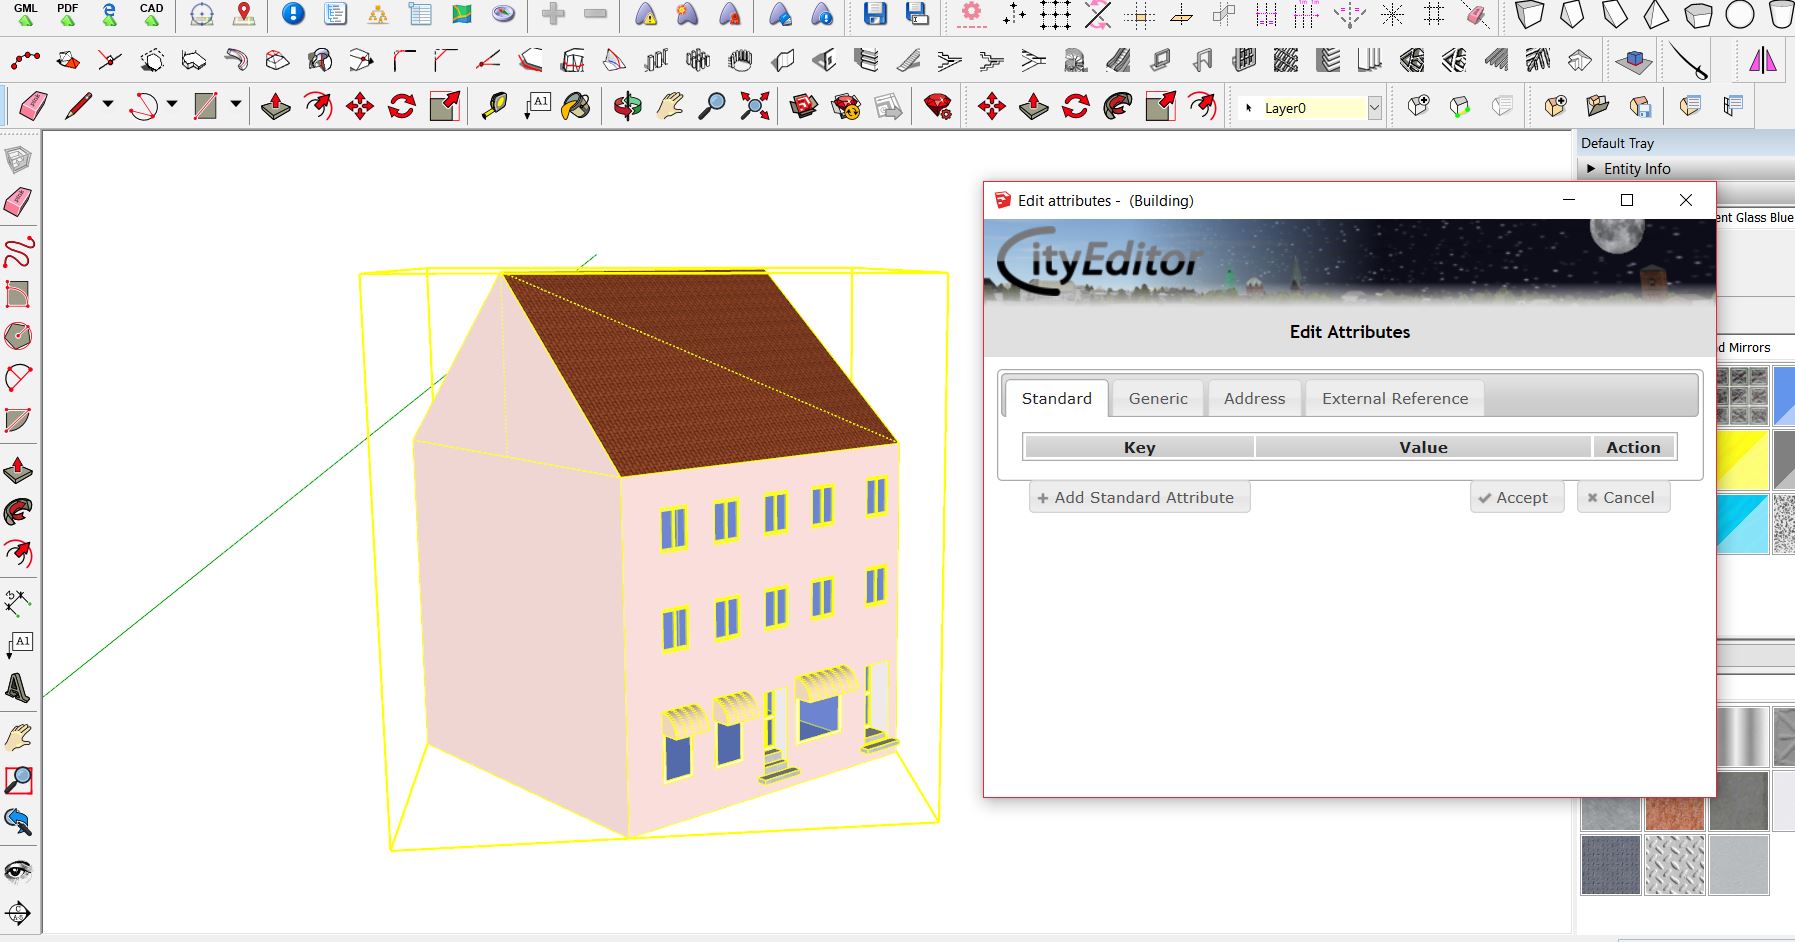 GML PDF CAD
A1
Layer0
Default Tray
Entity Info
Edit attributes -  (Building)
ent Glass Blue
CityEditor
Edit Attributes
d Mirrors
Standard Generic Address External Reference
Key Value Action
+ Add Standard Attribute Accept Cancel
A1
A